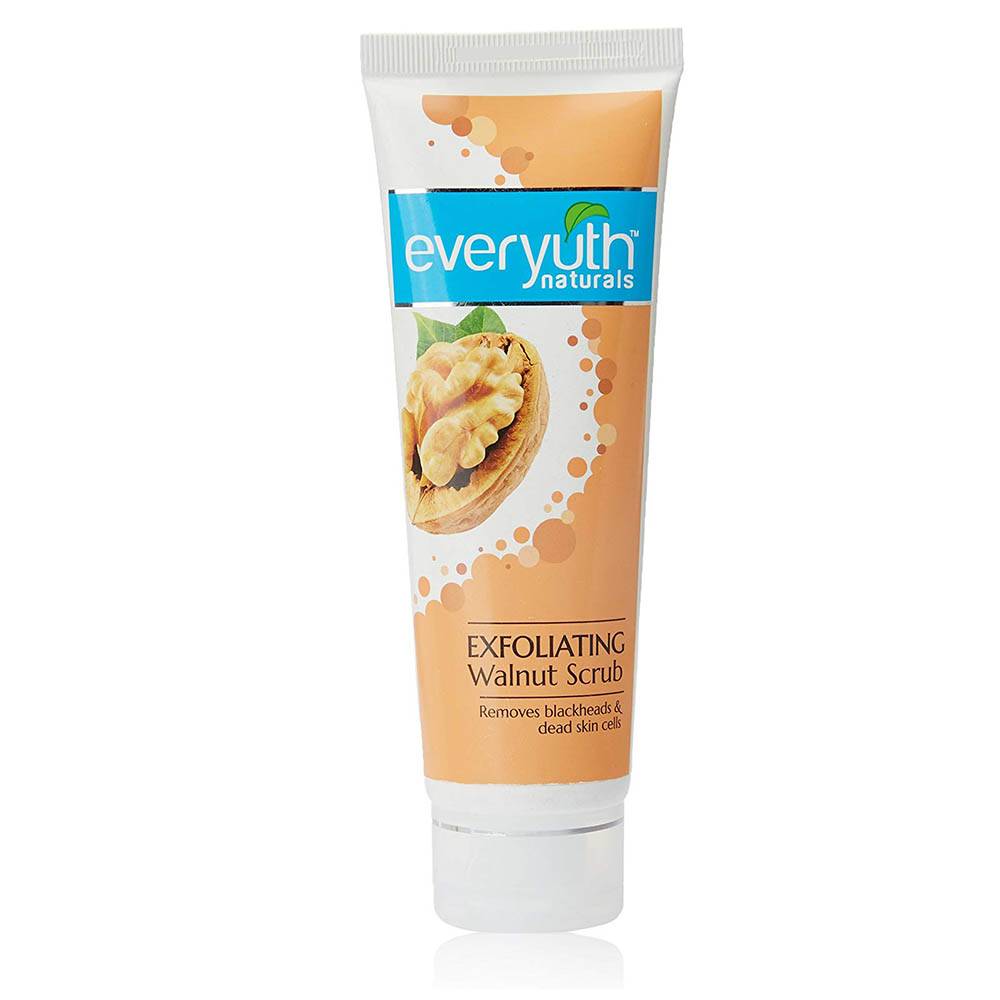 everyuth™
naturals
EXFOLIATING
Walnut Scrub
Removes blackheads &
dead skin cells